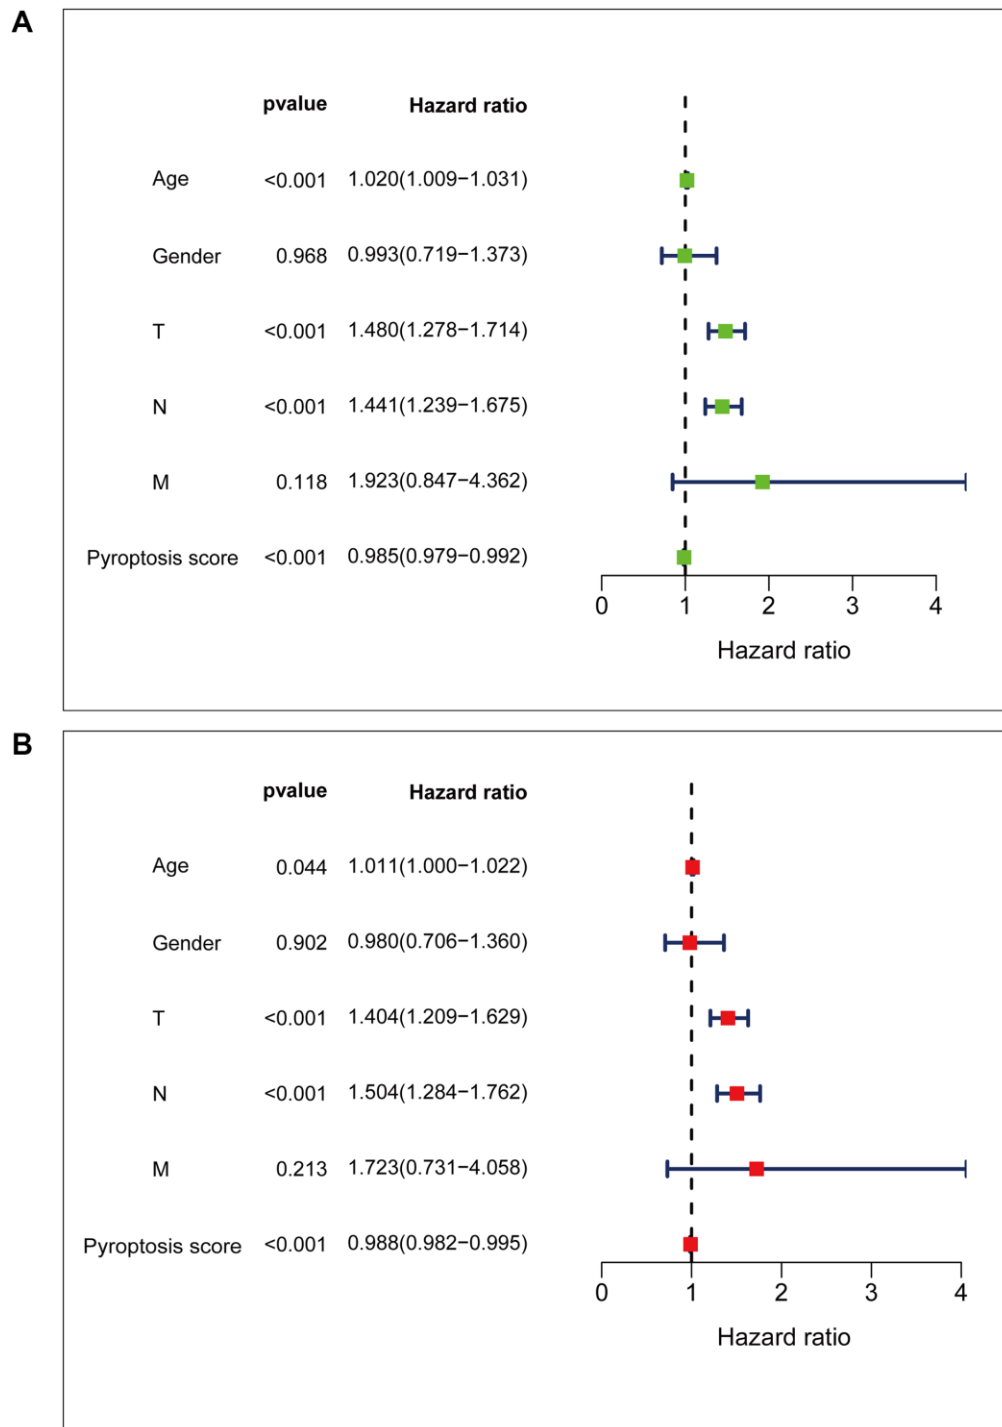 A
pvalue Hazard ratio
Age <0.001 1.020(1.009−1.031)
Gender 0.968 0.993(0.719−1.373)
T <0.001 1.480(1.278−1.714)
N <0.001 1.441(1.239−1.675)
M 0.118 1.923(0.847−4.362)
Pyroptosis score <0.001 0.985(0.979−0.992)
0 1 2 3 4
Hazard ratio
B
pvalue Hazard ratio
Age 0.044 1.011(1.000−1.022)
Gender 0.902 0.980(0.706−1.360)
T <0.001 1.404(1.209−1.629)
N <0.001 1.504(1.284−1.762)
M 0.213 1.723(0.731−4.058)
Pyroptosis score <0.001 0.988(0.982−0.995)
0 1 2 3 4
Hazard ratio